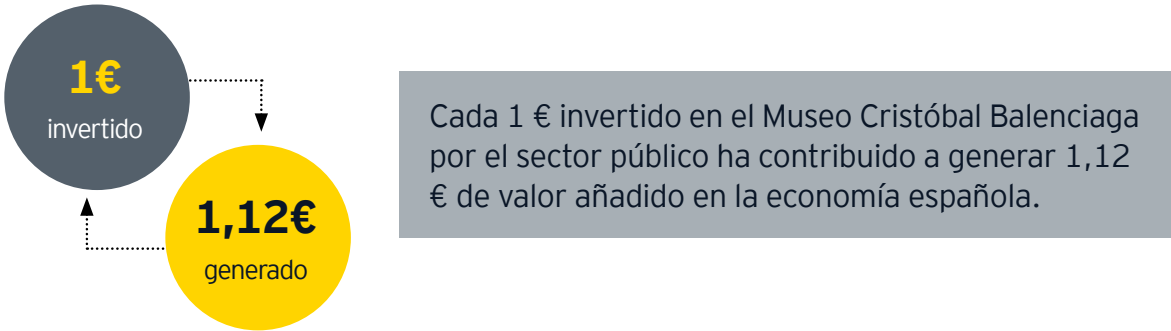 1€
invertido
1,12€
generado
Cada 1 € invertido en el Museo Cristóbal Balenciaga
por el sector público ha contribuido a generar 1,12
€ de valor añadido en la economía española.